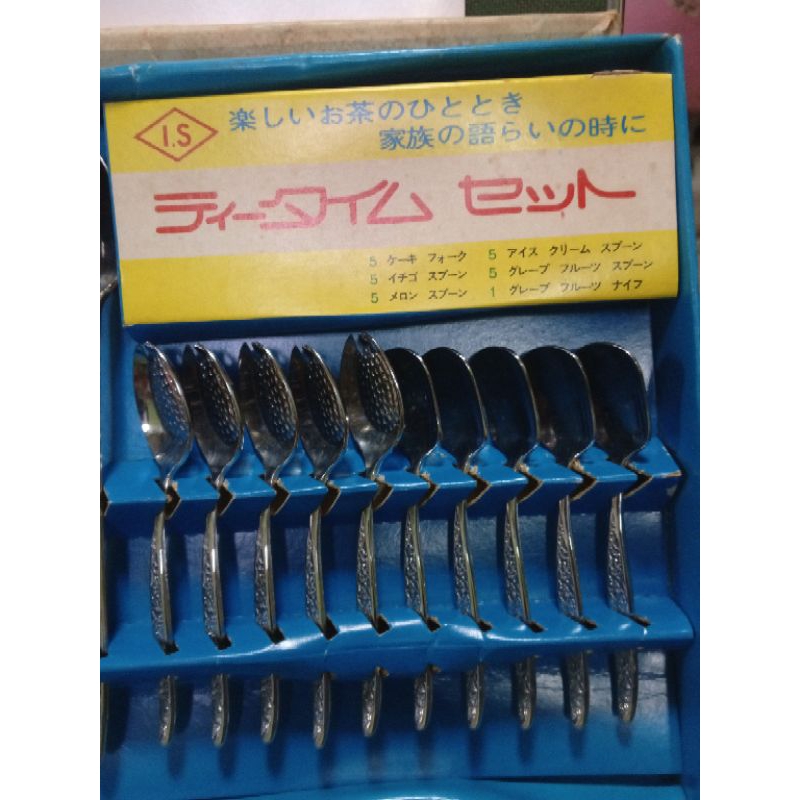 I.S
楽しいお茶のひととき
家族の語らいの時に
ティータイム セット
5 ケーキ フォーク 5 アイス クリーム スプーン
5 イチゴ スプーン 5 グレープ フルーツ スプーン
5 メロン スプーン 1 グレープ フルーツ ナイフ